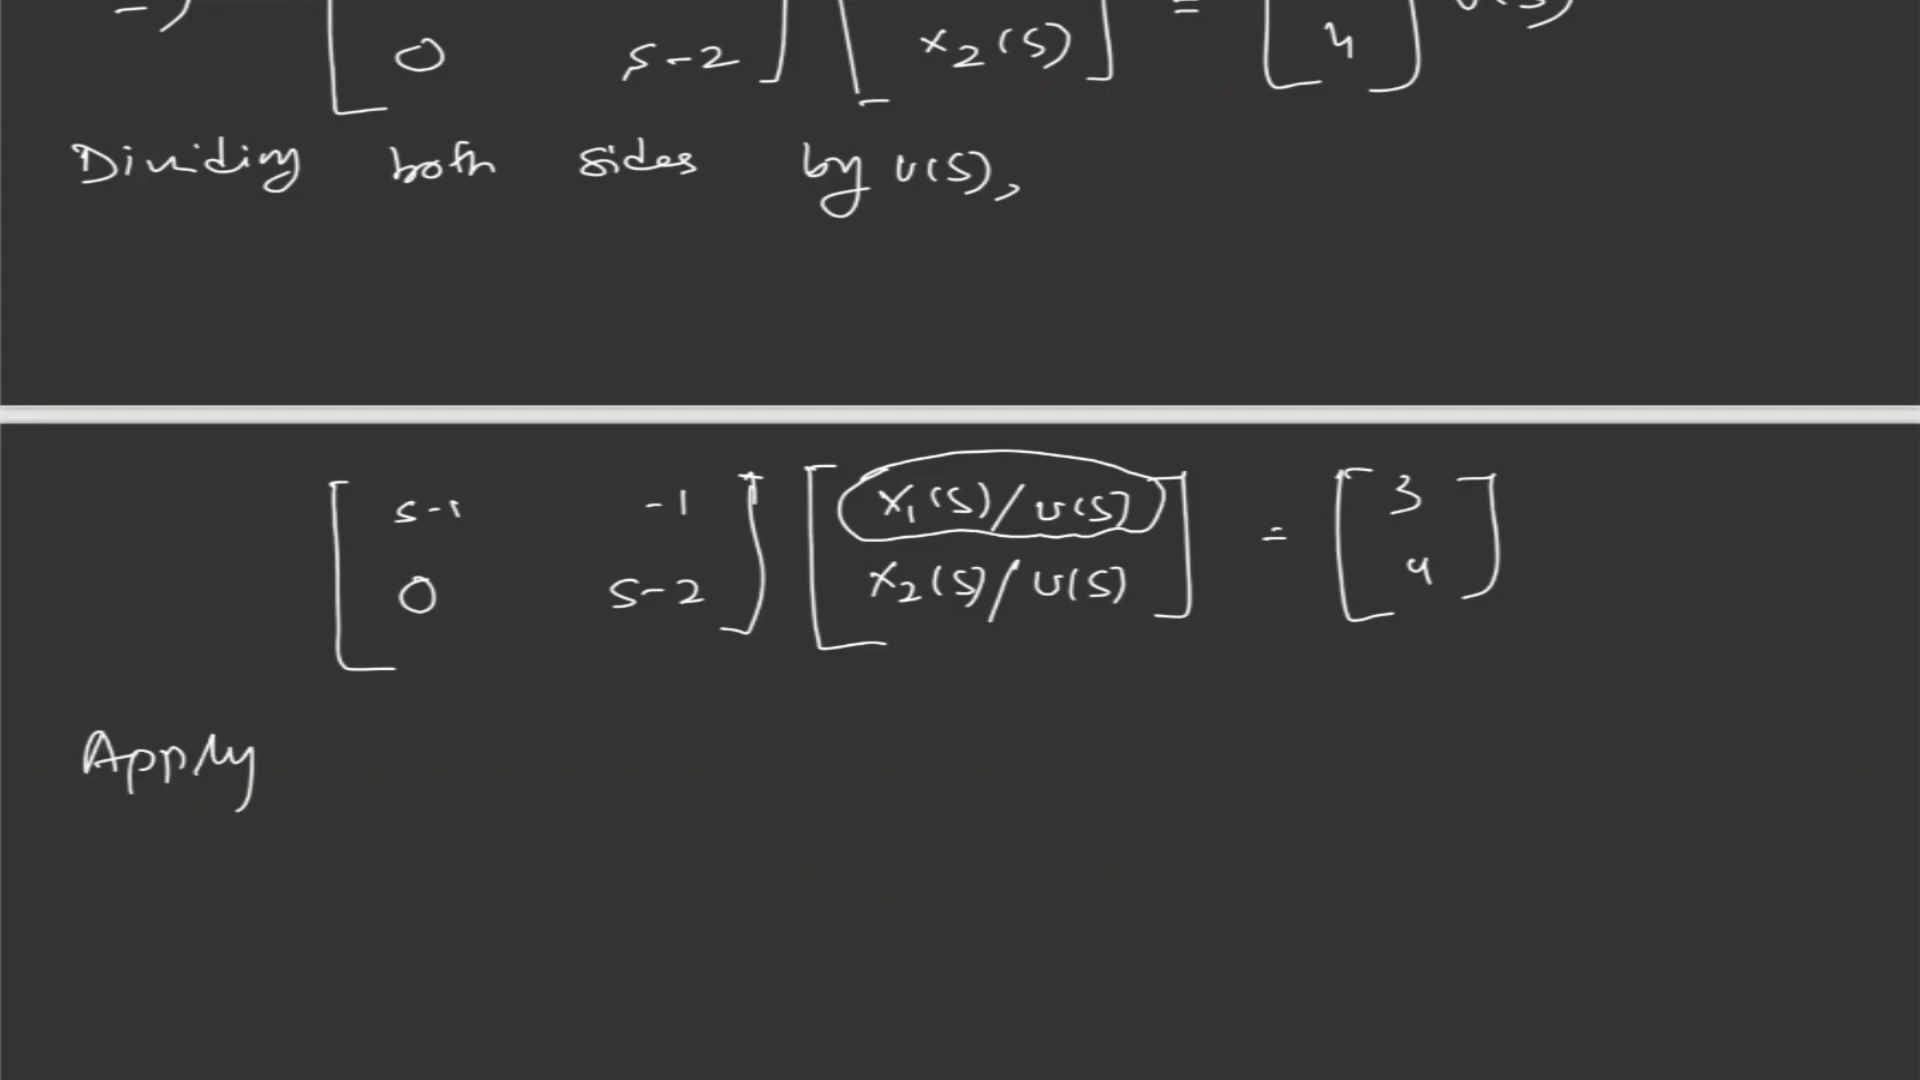 0 s-2 x₂(s) = 4
Dividing both sides by U(s),
s-1 -1 X₁(s)/U(s) = 3
0 s-2 X₂(s)/U(s) 4
Apply